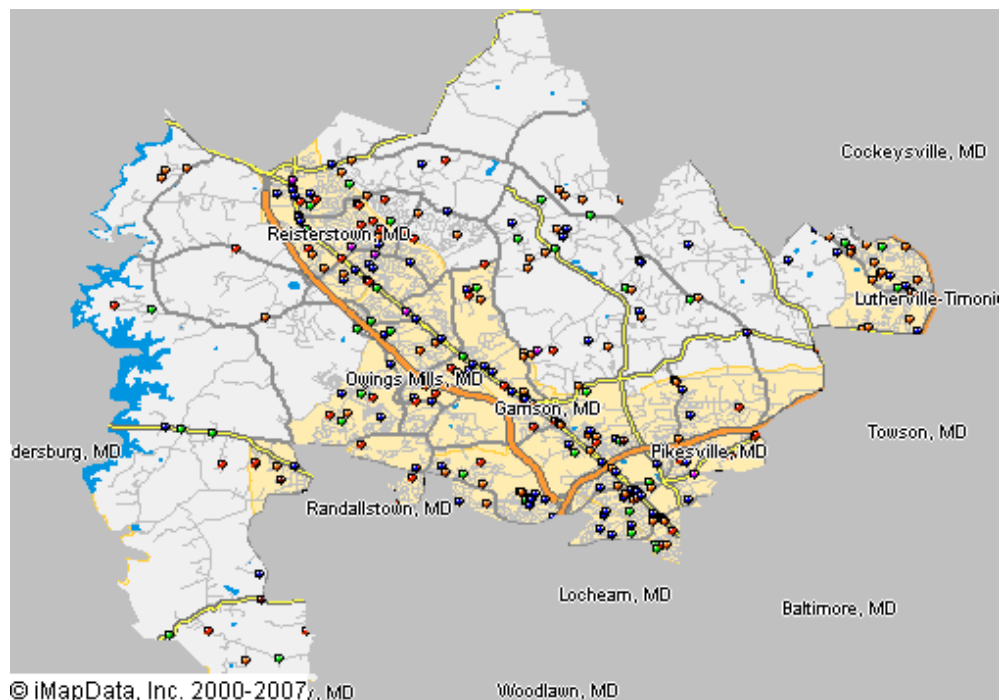 Cockeysville, MD
Reisterstown, MD
Lutherville-Timoni
Owings Mills, MD
Garrison, MD
Towson, MD
dersburg, MD
Pikesville, MD
Randallstown, MD
Lochearn, MD
Baltimore, MD
© iMapData, Inc. 2000-2007
, MD
Woodlawn, MD